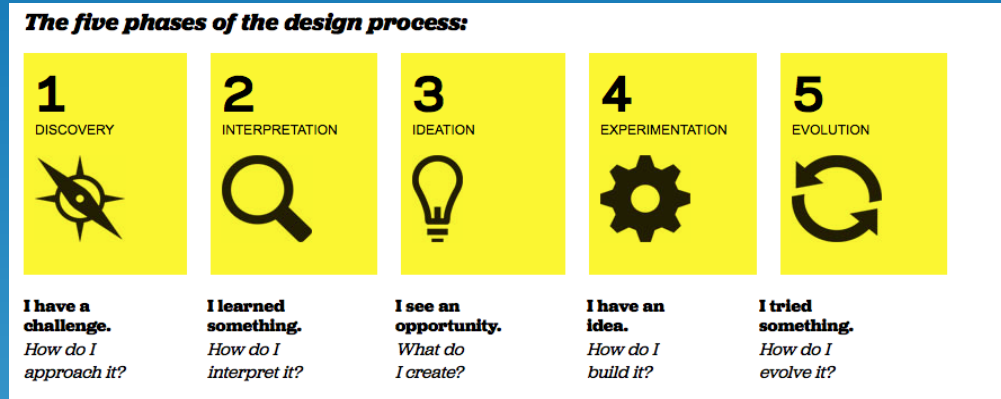 The five phases of the design process:
1
DISCOVERY
2
INTERPRETATION
3
IDEATION
4
EXPERIMENTATION
5
EVOLUTION
I have a
challenge.
How do I
approach it?
I learned
something.
How do I
interpret it?
I see an
opportunity.
What do
I create?
I have an
idea.
How do I
build it?
I tried
something.
How do I
evolve it?